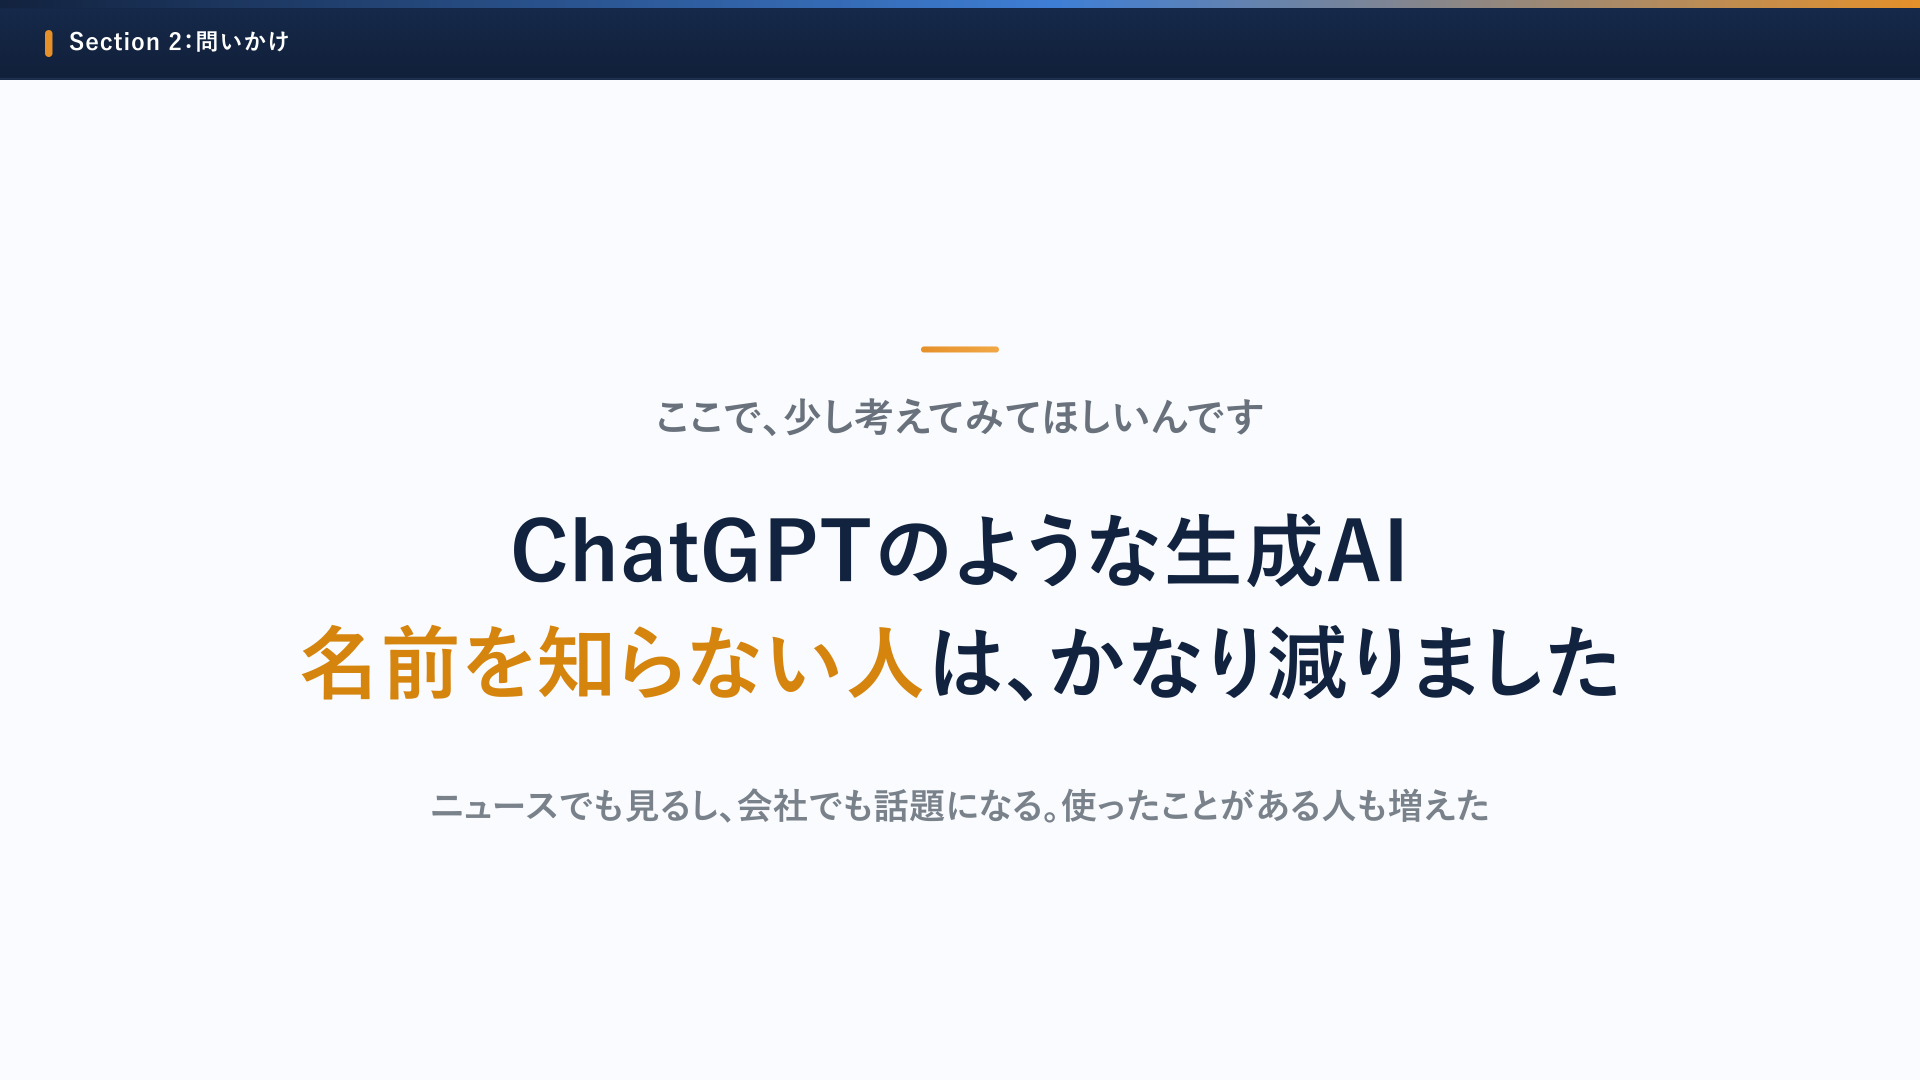 Section 2：問いかけ
ここで、少し考えてみてほしいんです
ChatGPTのような生成AI
名前を知らない人は、かなり減りました
ニュースでも見るし、会社でも話題になる。使ったことがある人も増えた